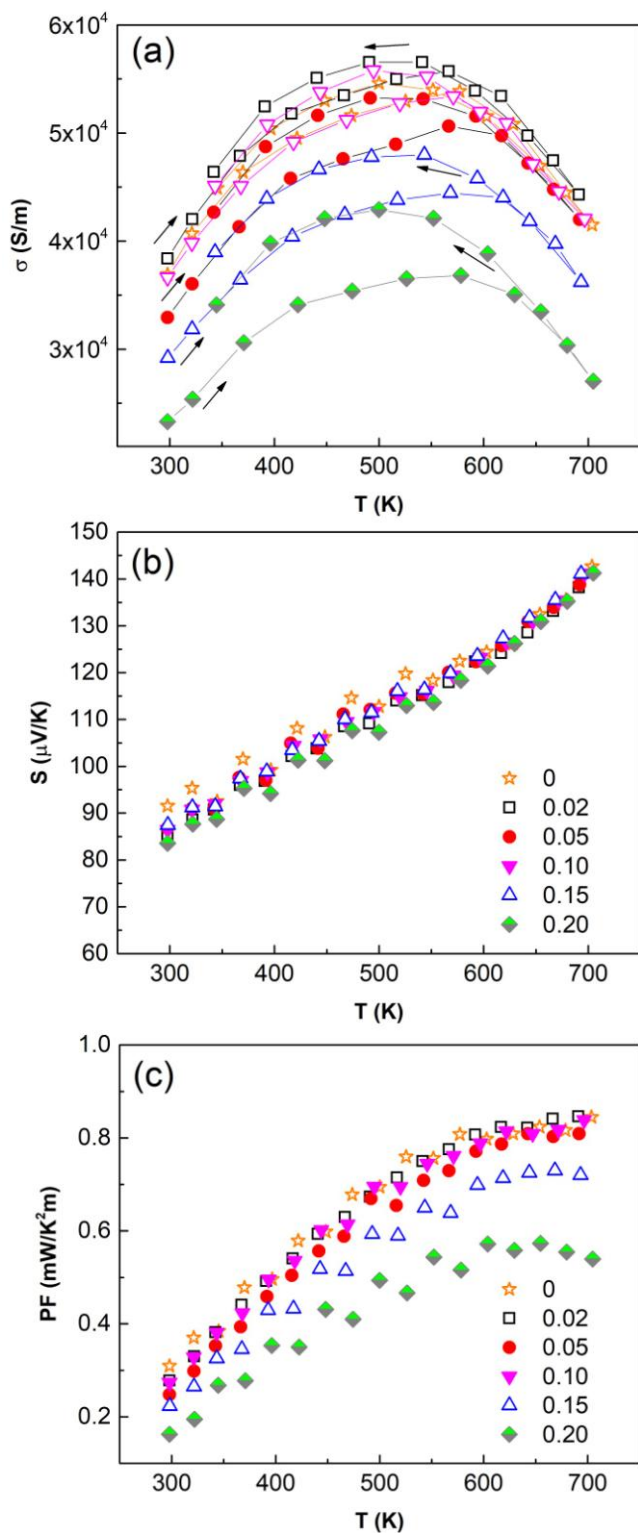 (a)
6x10⁴
5x10⁴
4x10⁴
3x10⁴
σ (S/m)
300 400 500 600 700
T (K)
(b)
150
140
130
120
110
100
90
80
70
60
S (μV/K)
0
0.02
0.05
0.10
0.15
0.20
300 400 500 600 700
T (K)
(c)
1.0
0.8
0.6
0.4
0.2
PF (mW/K²m)
0
0.02
0.05
0.10
0.15
0.20
300 400 500 600 700
T (K)